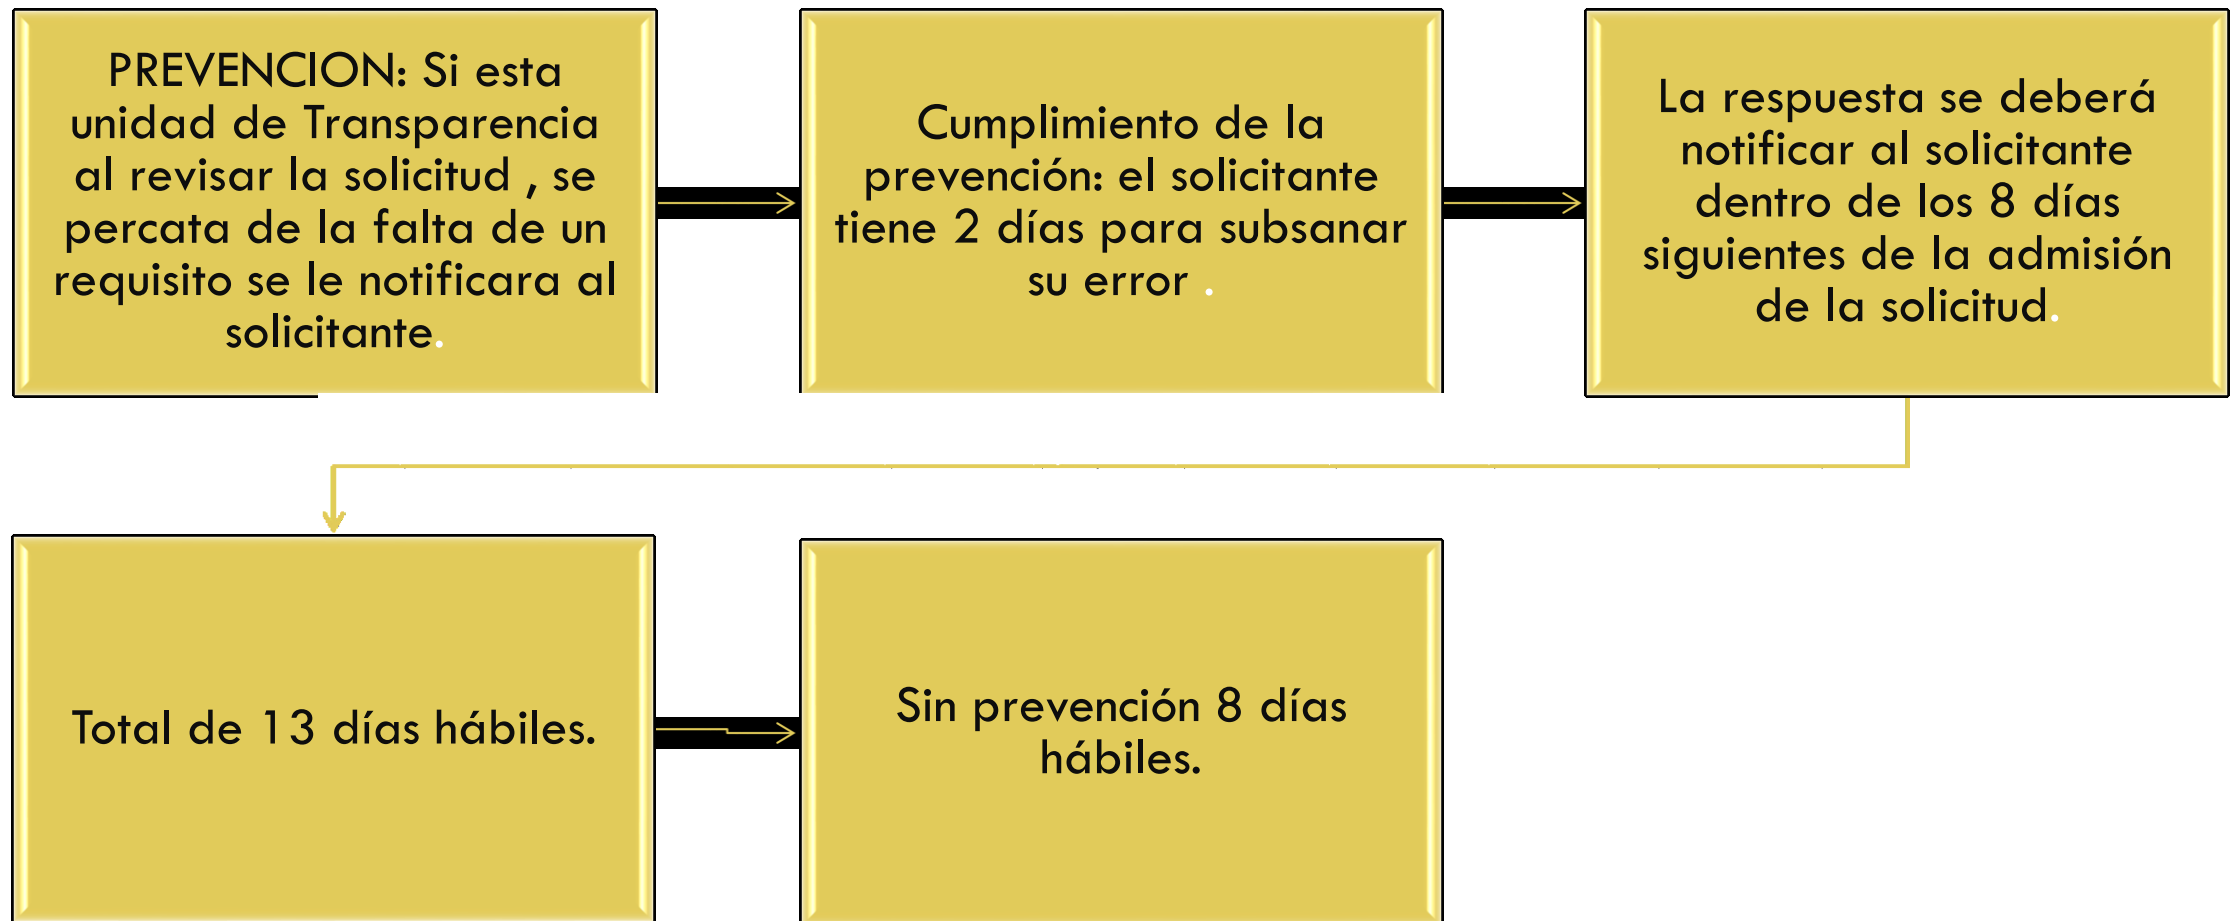 PREVENCION: Si esta
unidad de Transparencia
al revisar la solicitud , se
percata de la falta de un
requisito se le notificara al
solicitante.
Cumplimiento de la
prevención: el solicitante
tiene 2 días para subsanar
su error .
La respuesta se deberá
notificar al solicitante
dentro de los 8 días
siguientes de la admisión
de la solicitud.
Total de 13 días hábiles.
Sin prevención 8 días
hábiles.